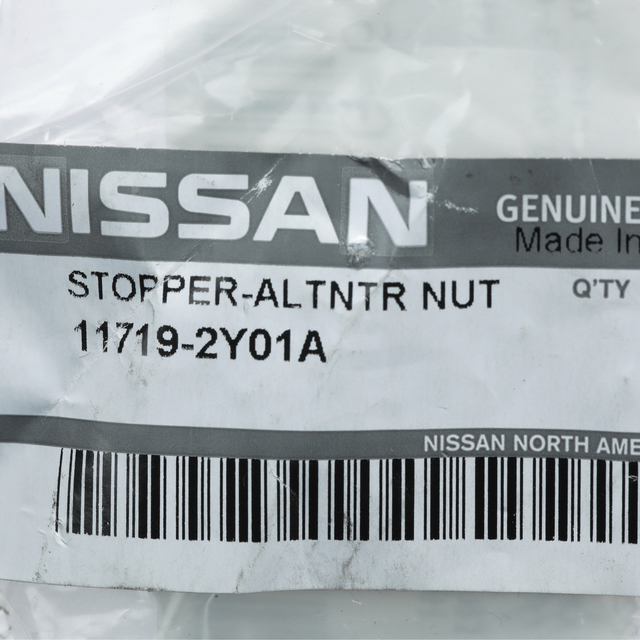 NISSAN
GENUINE
Made In
STOPPER-ALTNTR NUT
Q'TY
11719-2Y01A
NISSAN NORTH AME